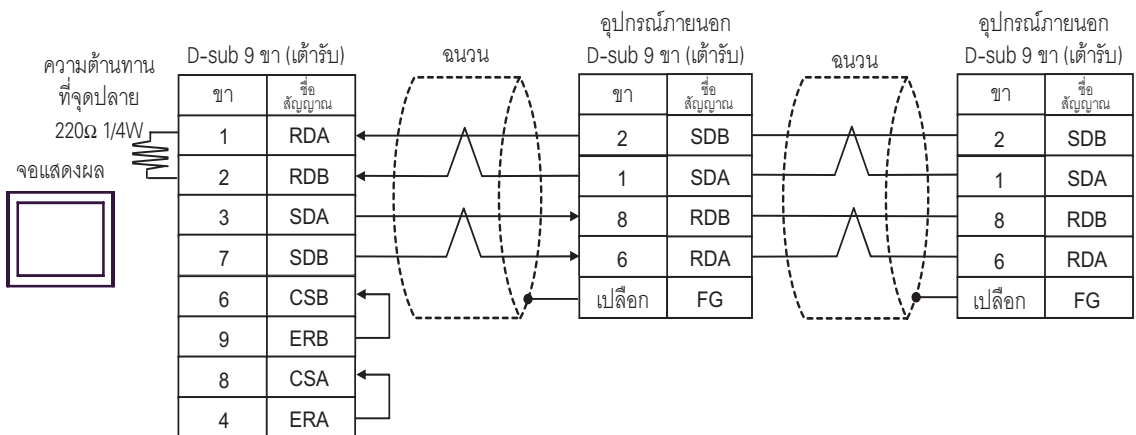 ความต้านทาน
ที่จุดปลาย
220Ω 1/4W
จอแสดงผล
D-sub 9 ขา (เต้ารับ)
ขา ชื่อสัญญาณ
1 RDA
2 RDB
3 SDA
7 SDB
6 CSB
9 ERB
8 CSA
4 ERA
ฉนวน
อุปกรณ์ภายนอก
D-sub 9 ขา (เต้ารับ)
ขา ชื่อสัญญาณ
2 SDB
1 SDA
8 RDB
6 RDA
เปลือก FG
ฉนวน
อุปกรณ์ภายนอก
D-sub 9 ขา (เต้ารับ)
ขา ชื่อสัญญาณ
2 SDB
1 SDA
8 RDB
6 RDA
เปลือก FG